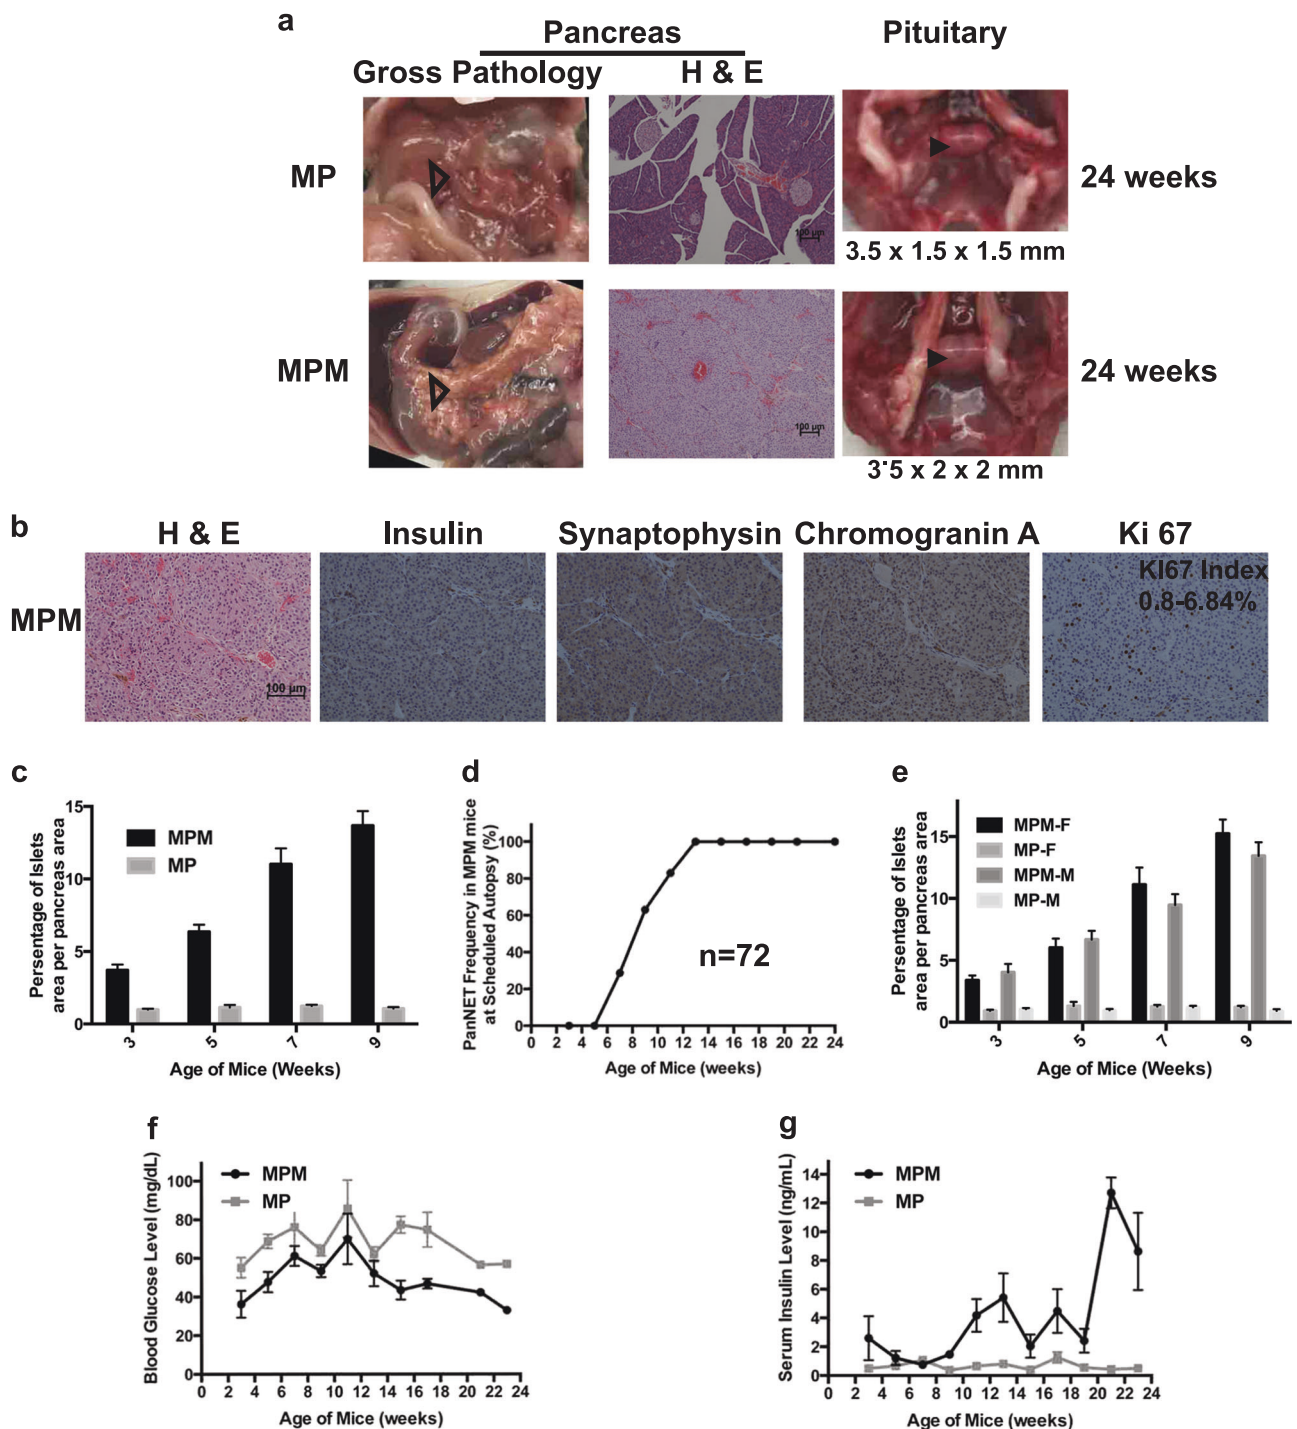 a
Pancreas
Pituitary
Gross Pathology
H & E
MP
100 µm
24 weeks
3.5 x 1.5 x 1.5 mm
MPM
100 µm
24 weeks
3'5 x 2 x 2 mm
b
H & E
Insulin
Synaptophysin
Chromogranin A
Ki 67
MPM
100 µm
KI67 Index
0.8-6.84%
c
Persentage of Islets
area per pancreas area
15
10
5
0
MPM
MP
3
5
7
9
Age of Mice (Weeks)
d
PanNET Frequency in MPM mice
at Scheduled Autopsy (%)
100
80
60
40
20
0
n=72
0 2 4 6 8 10 12 14 16 18 20 22 24
Age of Mice (weeks)
e
Persentage of Islets
area per pancreas area
15
10
5
0
MPM-F
MP-F
MPM-M
MP-M
3
5
7
9
Age of Mice (Weeks)
f
Blood Glucose Level (mg/dL)
100
80
60
40
20
0
MPM
MP
0 2 4 6 8 10 12 14 16 18 20 22 24
Age of Mice (weeks)
g
Serum Insulin Level (ng/mL)
14
12
10
8
6
4
2
0
MPM
MP
0 2 4 6 8 10 12 14 16 18 20 22 24
Age of Mice (weeks)